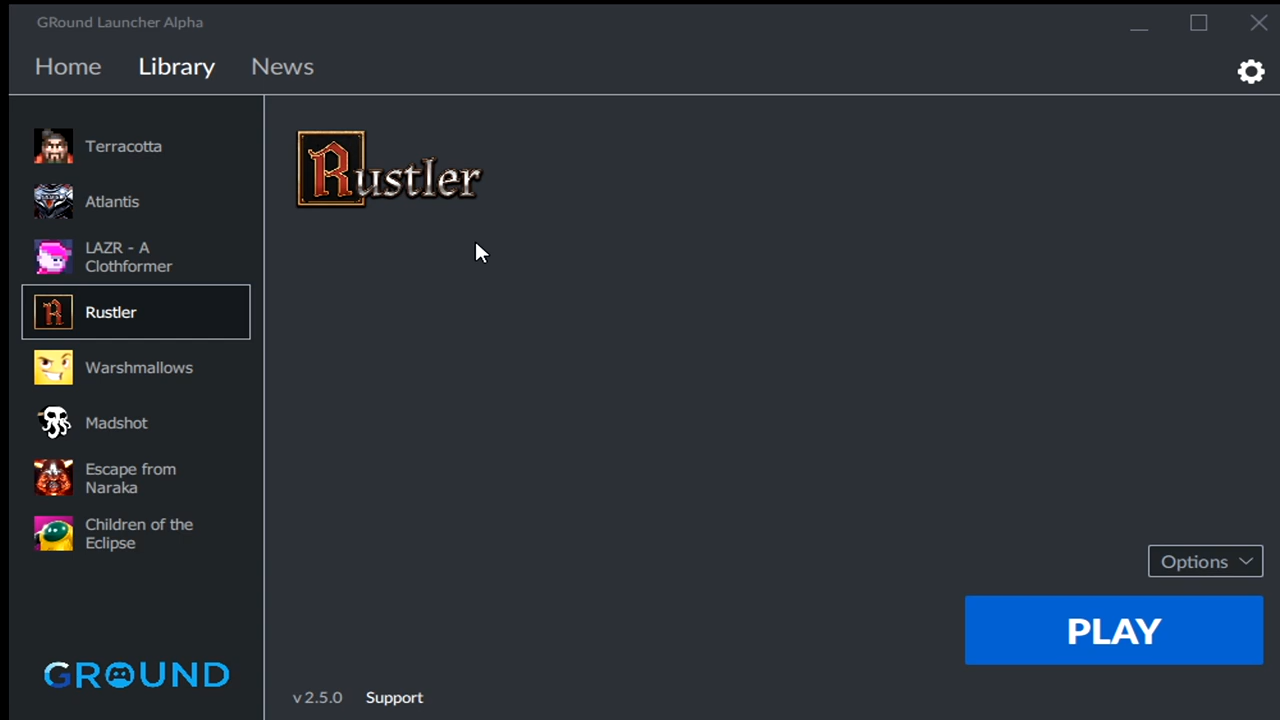 GRound Launcher Alpha
Home Library News
Terracotta
Atlantis
LAZR - A
Clothformer
Rustler
Warshmallows
Madshot
Escape from
Naraka
Children of the
Eclipse
GROUND
Rustler
Options
PLAY
v 2.5.0 Support